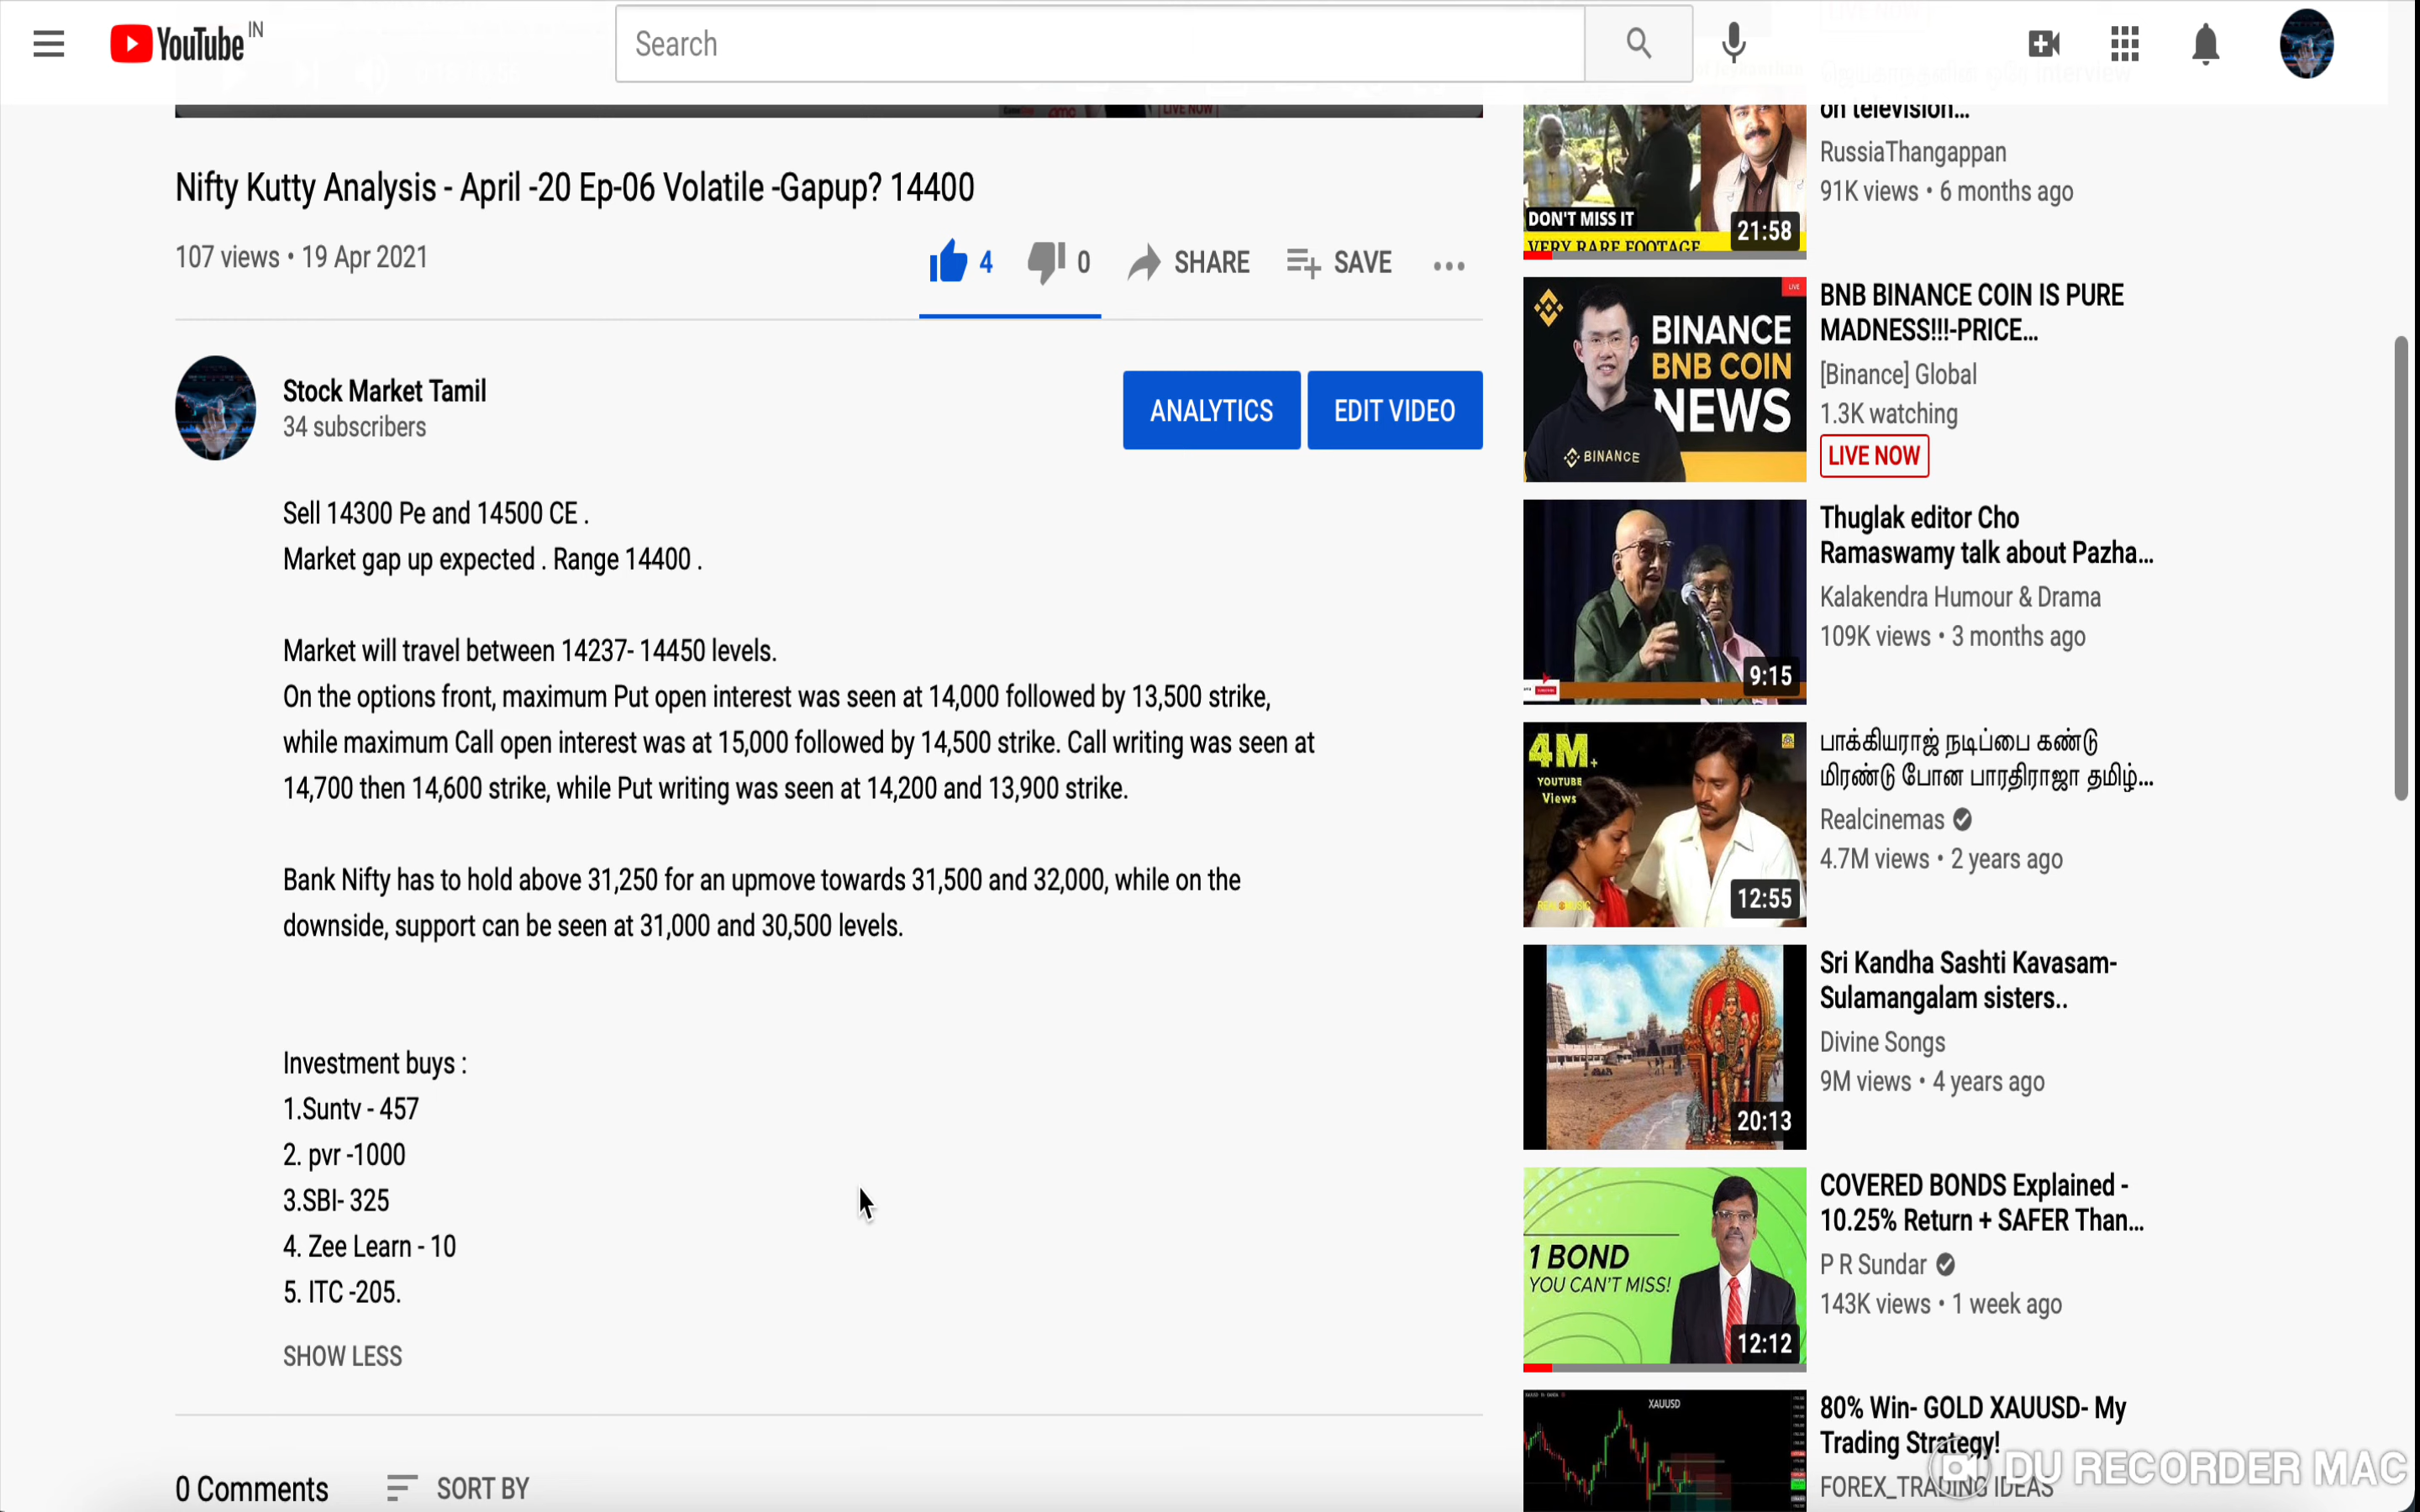 YouTube IN
Search
Nifty Kutty Analysis - April -20 Ep-06 Volatile -Gapup? 14400
107 views • 19 Apr 2021
4
0
SHARE
SAVE
Stock Market Tamil
34 subscribers
ANALYTICS
EDIT VIDEO
Sell 14300 Pe and 14500 CE .
Market gap up expected . Range 14400 .
Market will travel between 14237- 14450 levels.
On the options front, maximum Put open interest was seen at 14,000 followed by 13,500 strike,
while maximum Call open interest was at 15,000 followed by 14,500 strike. Call writing was seen at
14,700 then 14,600 strike, while Put writing was seen at 14,200 and 13,900 strike.
Bank Nifty has to hold above 31,250 for an upmove towards 31,500 and 32,000, while on the
downside, support can be seen at 31,000 and 30,500 levels.
Investment buys :
1.Suntv - 457
2. pvr -1000
3.SBI- 325
4. Zee Learn - 10
5. ITC -205.
SHOW LESS
0 Comments
SORT BY
on television...
RussiaThangappan
91K views • 6 months ago
DON'T MISS IT
VERY RARE FOOTAGE
21:58
LIVE
BINANCE
BNB COIN
NEWS
BINANCE
BNB BINANCE COIN IS PURE
MADNESS!!!-PRICE...
[Binance] Global
1.3K watching
LIVE NOW
9:15
Thuglak editor Cho
Ramaswamy talk about Pazha...
Kalakendra Humour & Drama
109K views • 3 months ago
4M+
YOUTUBE
Views
12:55
பாக்கியராஜ் நடிப்பை கண்டு
மிரண்டு போன பாரதிராஜா தமிழ்...
Realcinemas
4.7M views • 2 years ago
20:13
Sri Kandha Sashti Kavasam-
Sulamangalam sisters..
Divine Songs
9M views • 4 years ago
1 BOND
YOU CAN'T MISS!
12:12
COVERED BONDS Explained -
10.25% Return + SAFER Than...
P R Sundar
143K views • 1 week ago
XAUUSD
80% Win- GOLD XAUUSD- My
Trading Strategy!
FOREX_TRADING IDEAS
DU RECORDER MAC